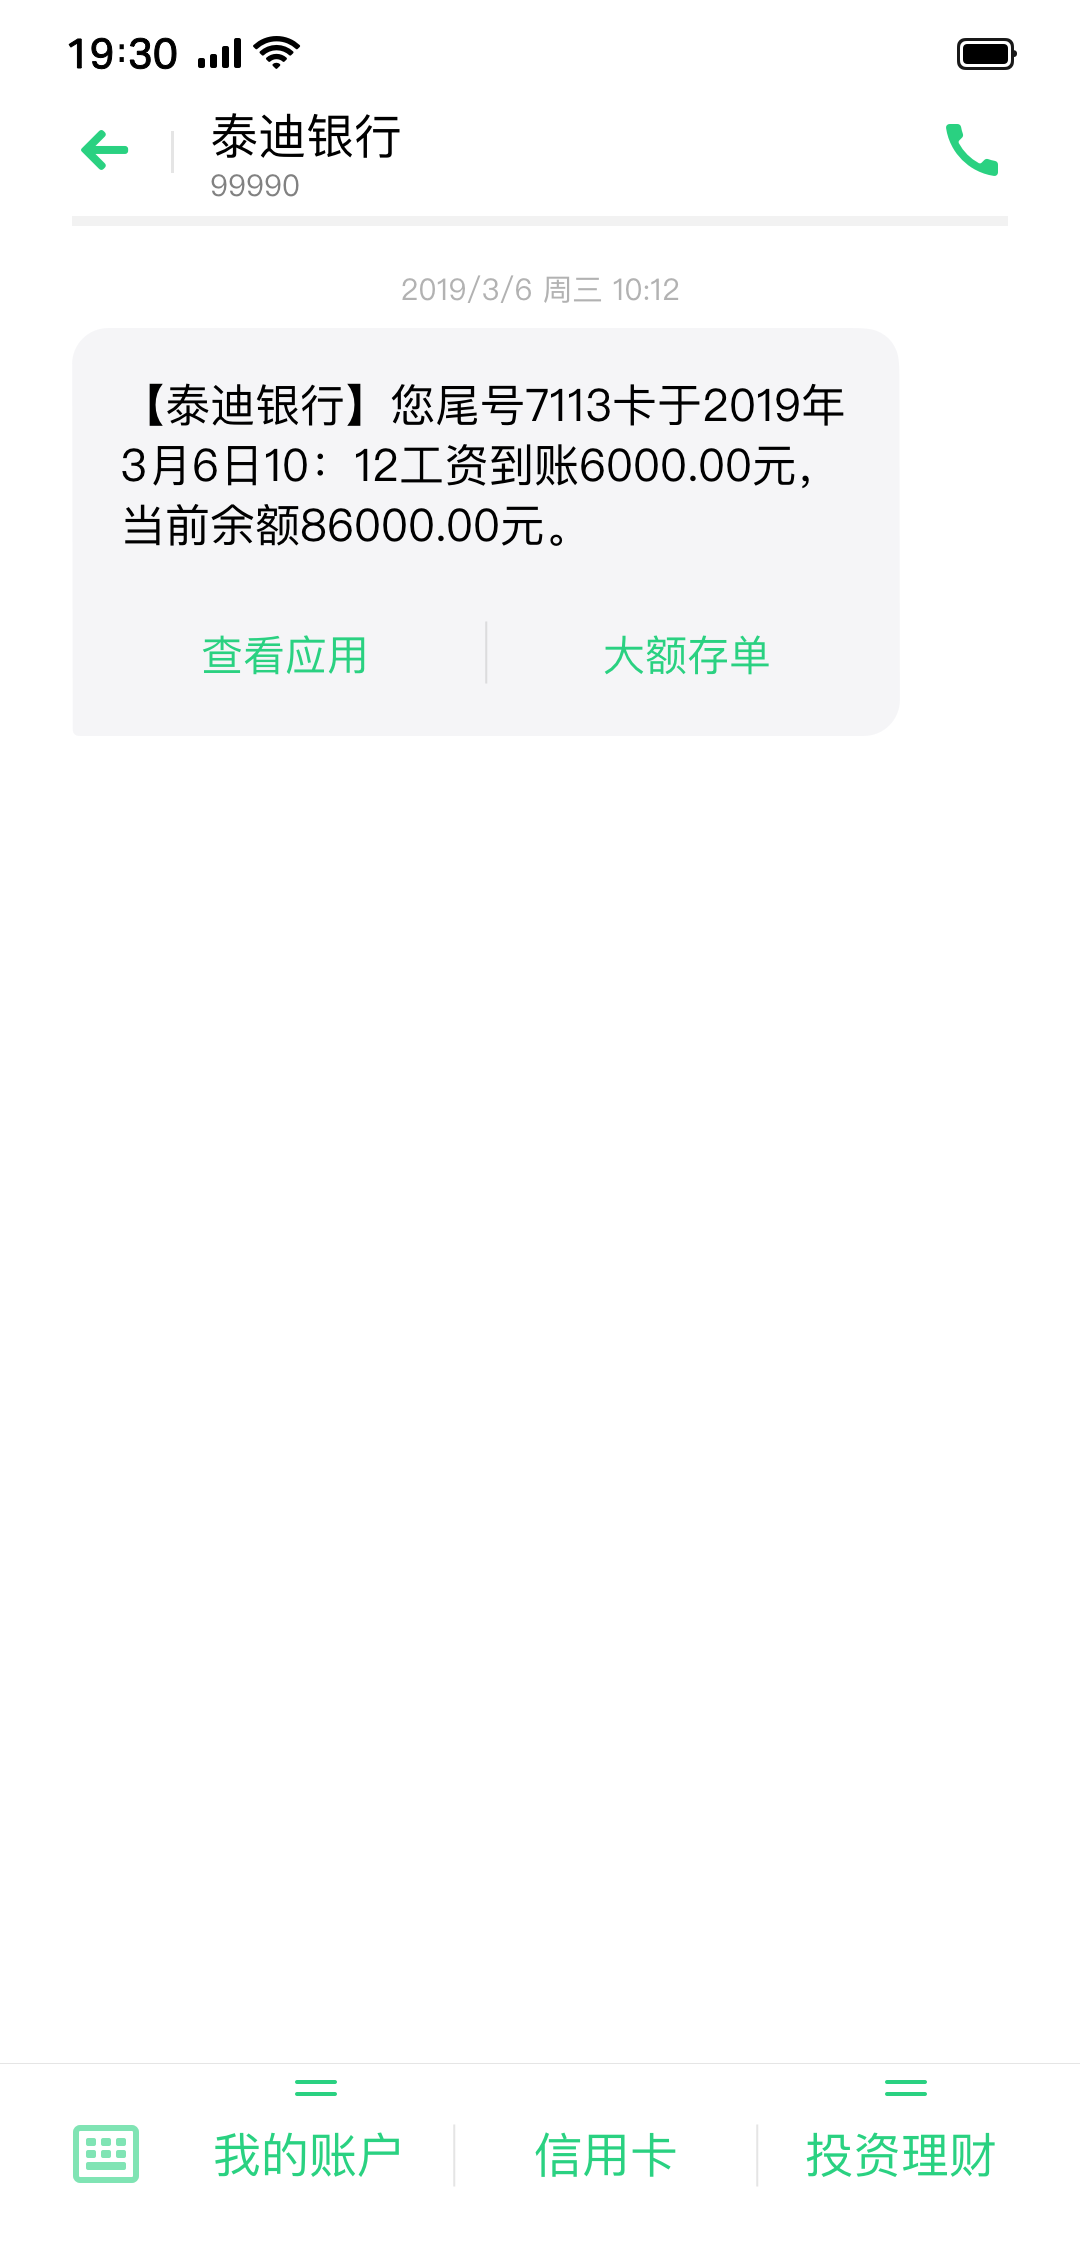 19:30
泰迪银行
99990
2019/3/6 周三 10:12
【泰迪银行】您尾号7113卡于2019年
3月6日10：12工资到账6000.00元，
当前余额86000.00元。
查看应用 大额存单
我的账户 信用卡 投资理财